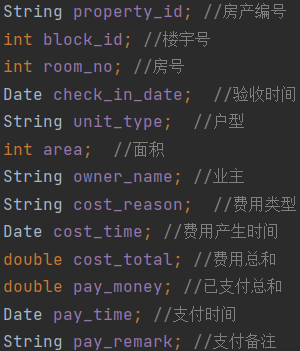 String property_id; //房产编号
int block_id; //楼宇号
int room_no; //房号
Date check_in_date;  //验收时间
String unit_type;  //户型
int area;  //面积
String owner_name; //业主
String cost_reason;  //费用类型
Date cost_time; //费用产生时间
double cost_total; //费用总和
double pay_money; //已支付总和
Date pay_time; //支付时间
String pay_remark; //支付备注